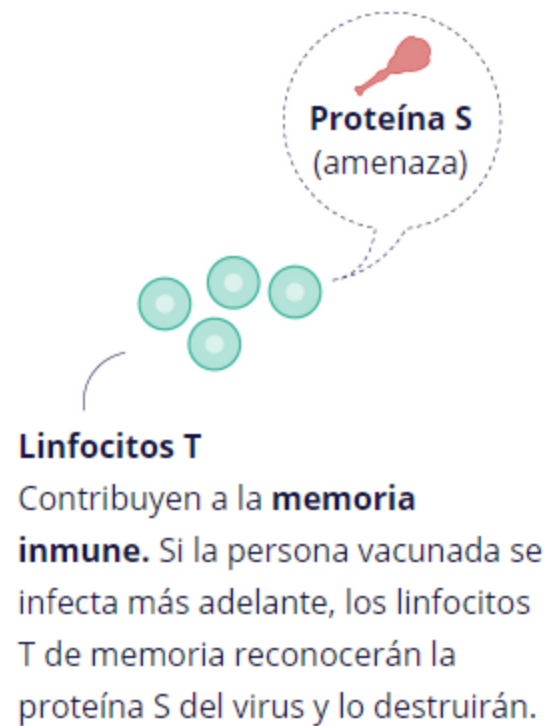 Proteína S
(amenaza)
Linfocitos T
Contribuyen a la memoria
inmune. Si la persona vacunada se
infecta más adelante, los linfocitos
T de memoria reconocerán la
proteína S del virus y lo destruirán.